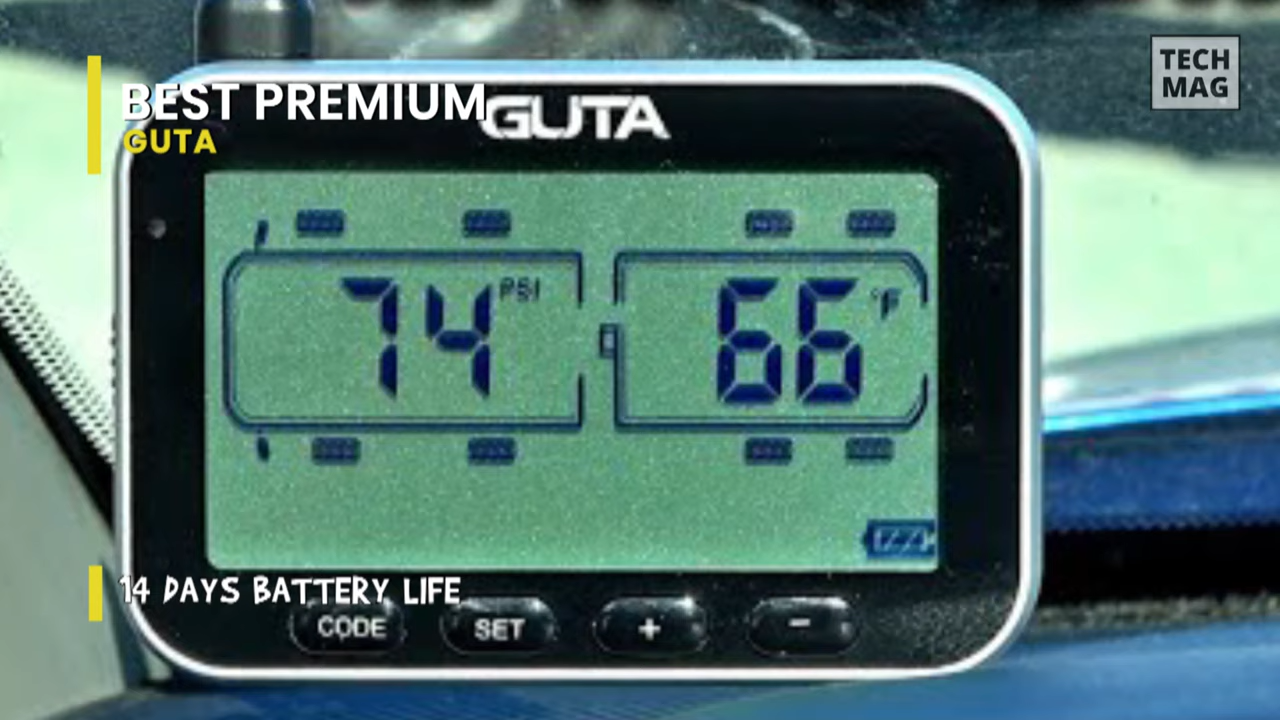 TECH
MAG
BEST PREMIUM
GUTA
GUTA
74 PSI
66 °F
14 DAYS BATTERY LIFE
CODE
SET
+
-